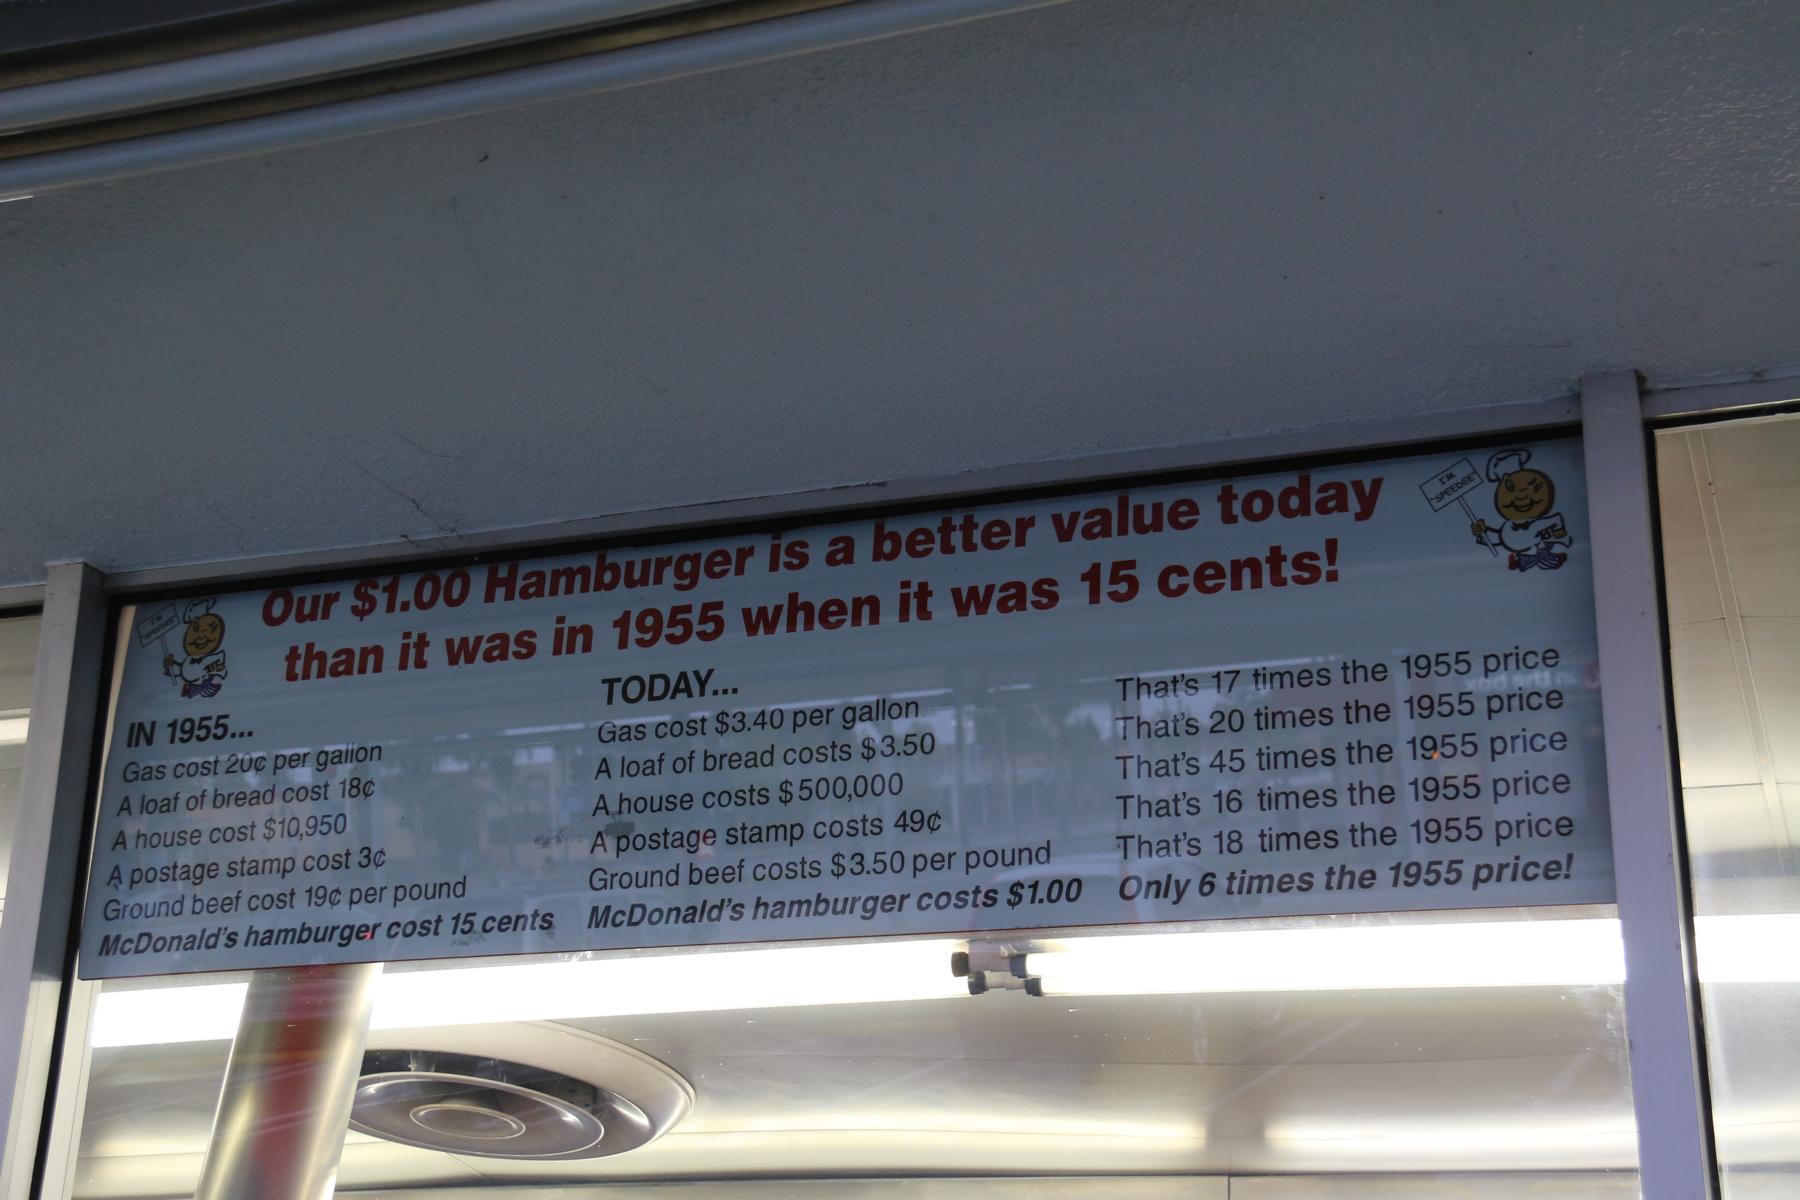 Our $1.00 Hamburger is a better value today
than it was in 1955 when it was 15 cents!
I'M
"SPEEDEE"
I'M
"SPEEDEE"
IN 1955...
Gas cost 20¢ per gallon
A loaf of bread cost 18¢
A house cost $10,950
A postage stamp cost 3¢
Ground beef cost 19¢ per pound
McDonald's hamburger cost 15 cents
TODAY...
Gas cost $3.40 per gallon
A loaf of bread costs $3.50
A house costs $500,000
A postage stamp costs 49¢
Ground beef costs $3.50 per pound
McDonald's hamburger costs $1.00
That's 17 times the 1955 price
That's 20 times the 1955 price
That's 45 times the 1955 price
That's 16 times the 1955 price
That's 18 times the 1955 price
Only 6 times the 1955 price!